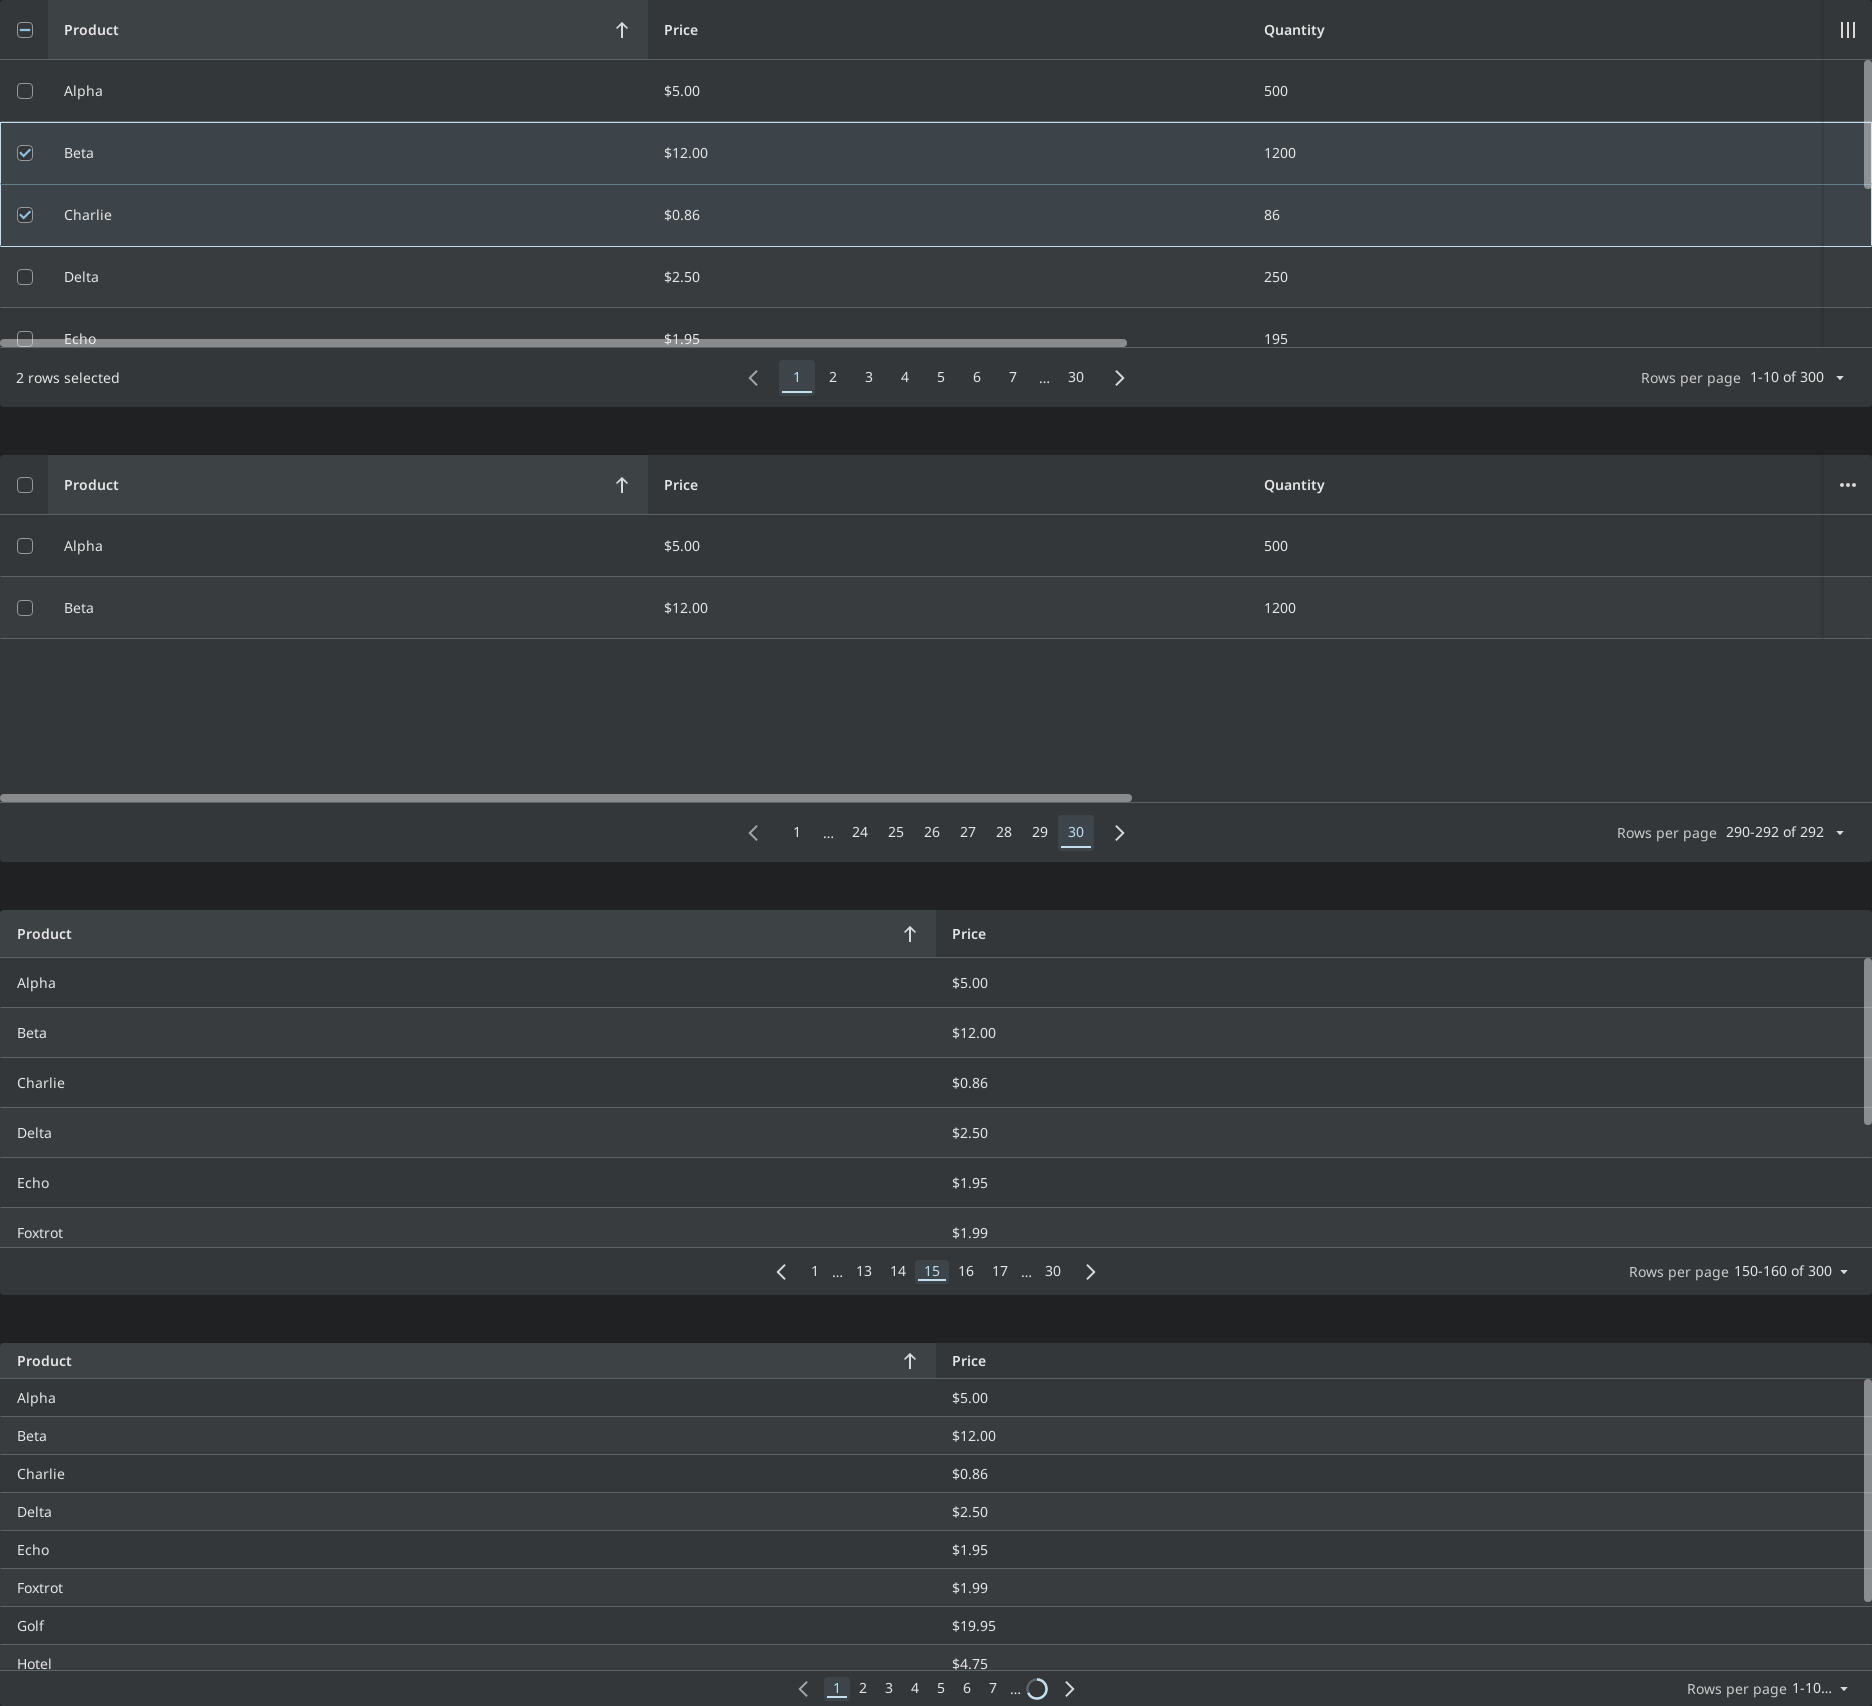 Product Price Quantity
Alpha $5.00 500
Beta $12.00 1200
Charlie $0.86 86
Delta $2.50 250
Echo $1.95 195
2 rows selected 1 2 3 4 5 6 7 ... 30 Rows per page 1-10 of 300
Product Price Quantity
Alpha $5.00 500
Beta $12.00 1200
1 ... 24 25 26 27 28 29 30 Rows per page 290-292 of 292
Product Price
Alpha $5.00
Beta $12.00
Charlie $0.86
Delta $2.50
Echo $1.95
Foxtrot $1.99
1 ... 13 14 15 16 17 ... 30 Rows per page 150-160 of 300
Product Price
Alpha $5.00
Beta $12.00
Charlie $0.86
Delta $2.50
Echo $1.95
Foxtrot $1.99
Golf $19.95
Hotel $4.75
1 2 3 4 5 6 7 ... Rows per page 1-10...